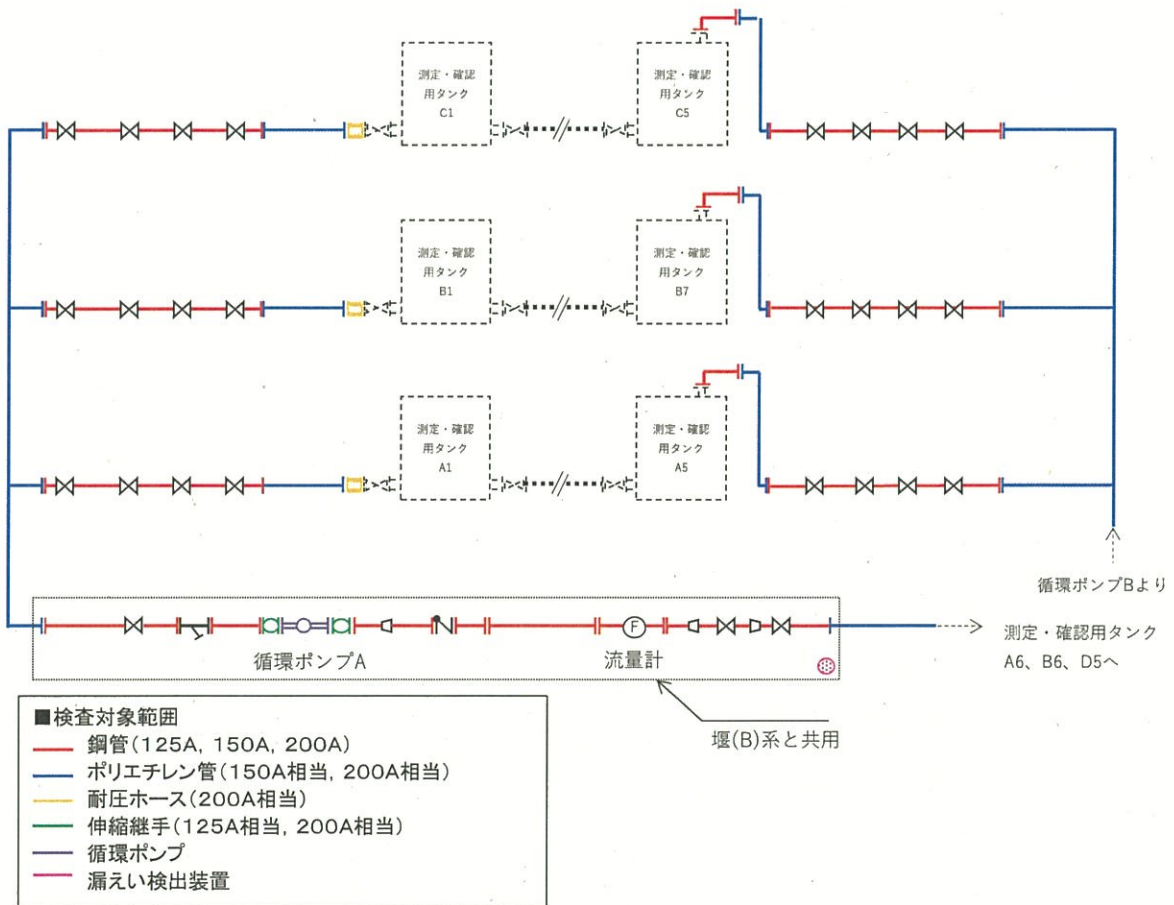 測定・確認
用タンク
C1
測定・確認
用タンク
C5
測定・確認
用タンク
B1
測定・確認
用タンク
B7
測定・確認
用タンク
A1
測定・確認
用タンク
A5
循環ポンプBより
測定・確認用タンク
A6、B6、D5へ
循環ポンプA
F
流量計
堰(B)系と共用
■検査対象範囲
鋼管(125A, 150A, 200A)
ポリエチレン管(150A相当, 200A相当)
耐圧ホース(200A相当)
伸縮継手(125A相当, 200A相当)
循環ポンプ
漏えい検出装置